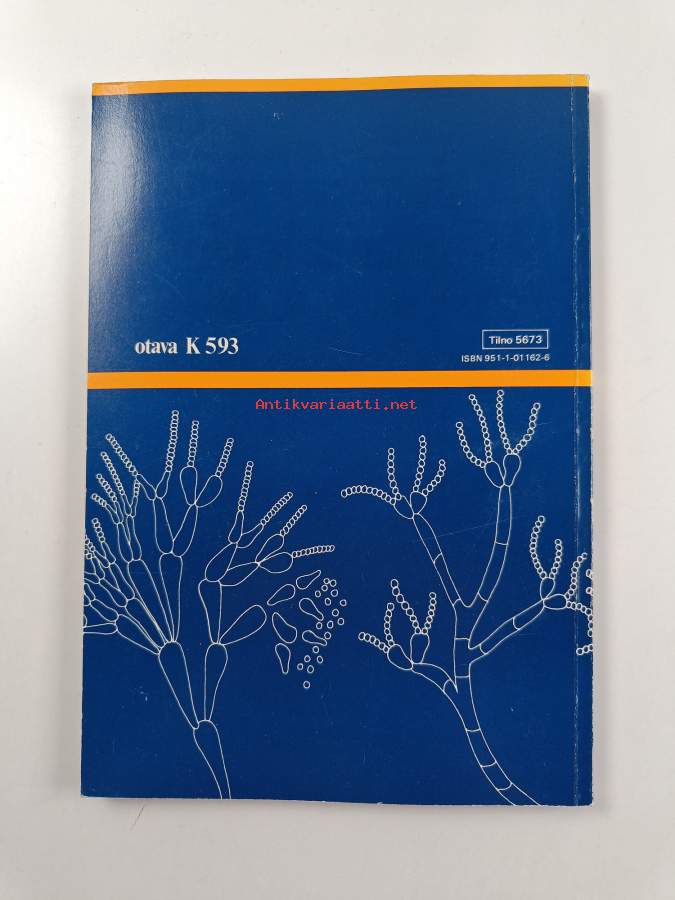 otava K 593
Tilno 5673
ISBN 951-1-01162-6
Antikvariaatti.net